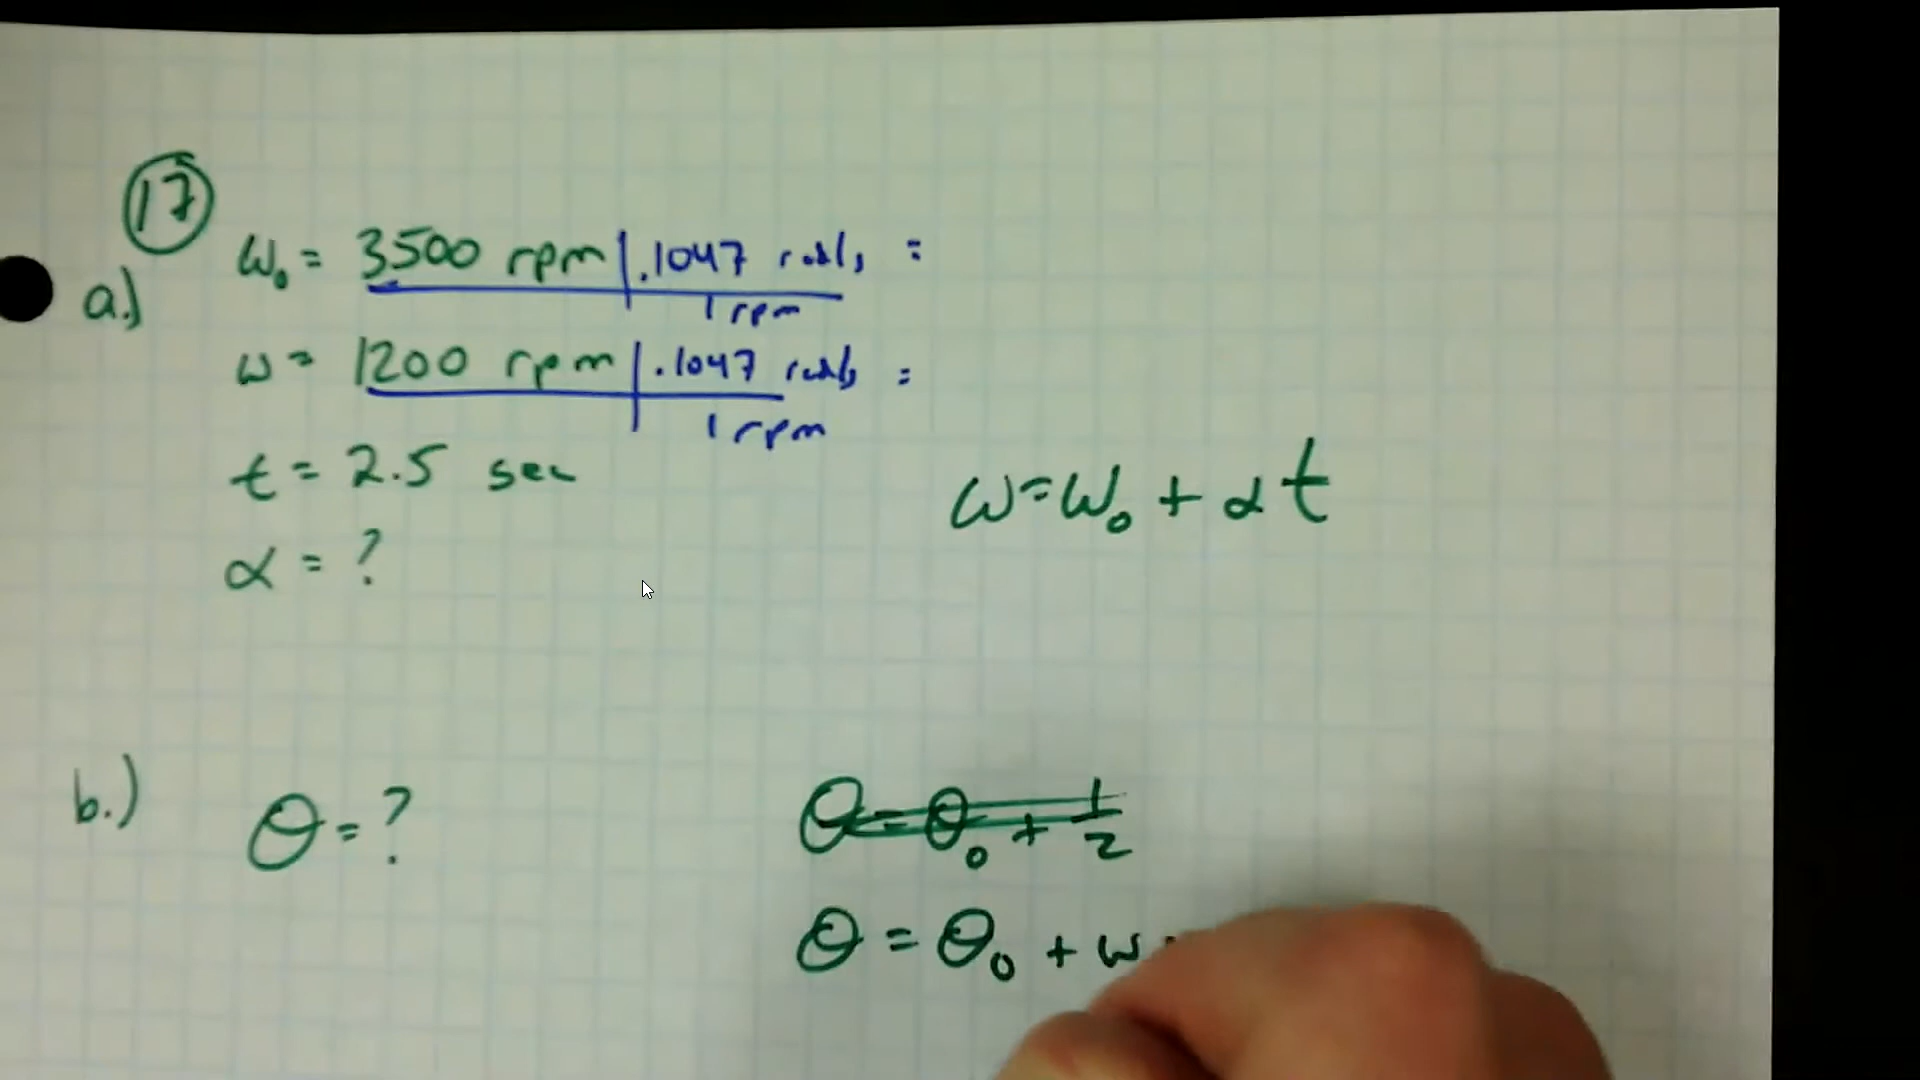 17
a.) ω₀ = 3500 rpm | .1047 rad/s =
1 rpm
ω = 1200 rpm | .1047 rad/s =
1 rpm
t = 2.5 sec
ω = ω₀ + α t
α = ?
b.) θ = ?
θ = θ₀ + 1/2
θ = θ₀ + ω